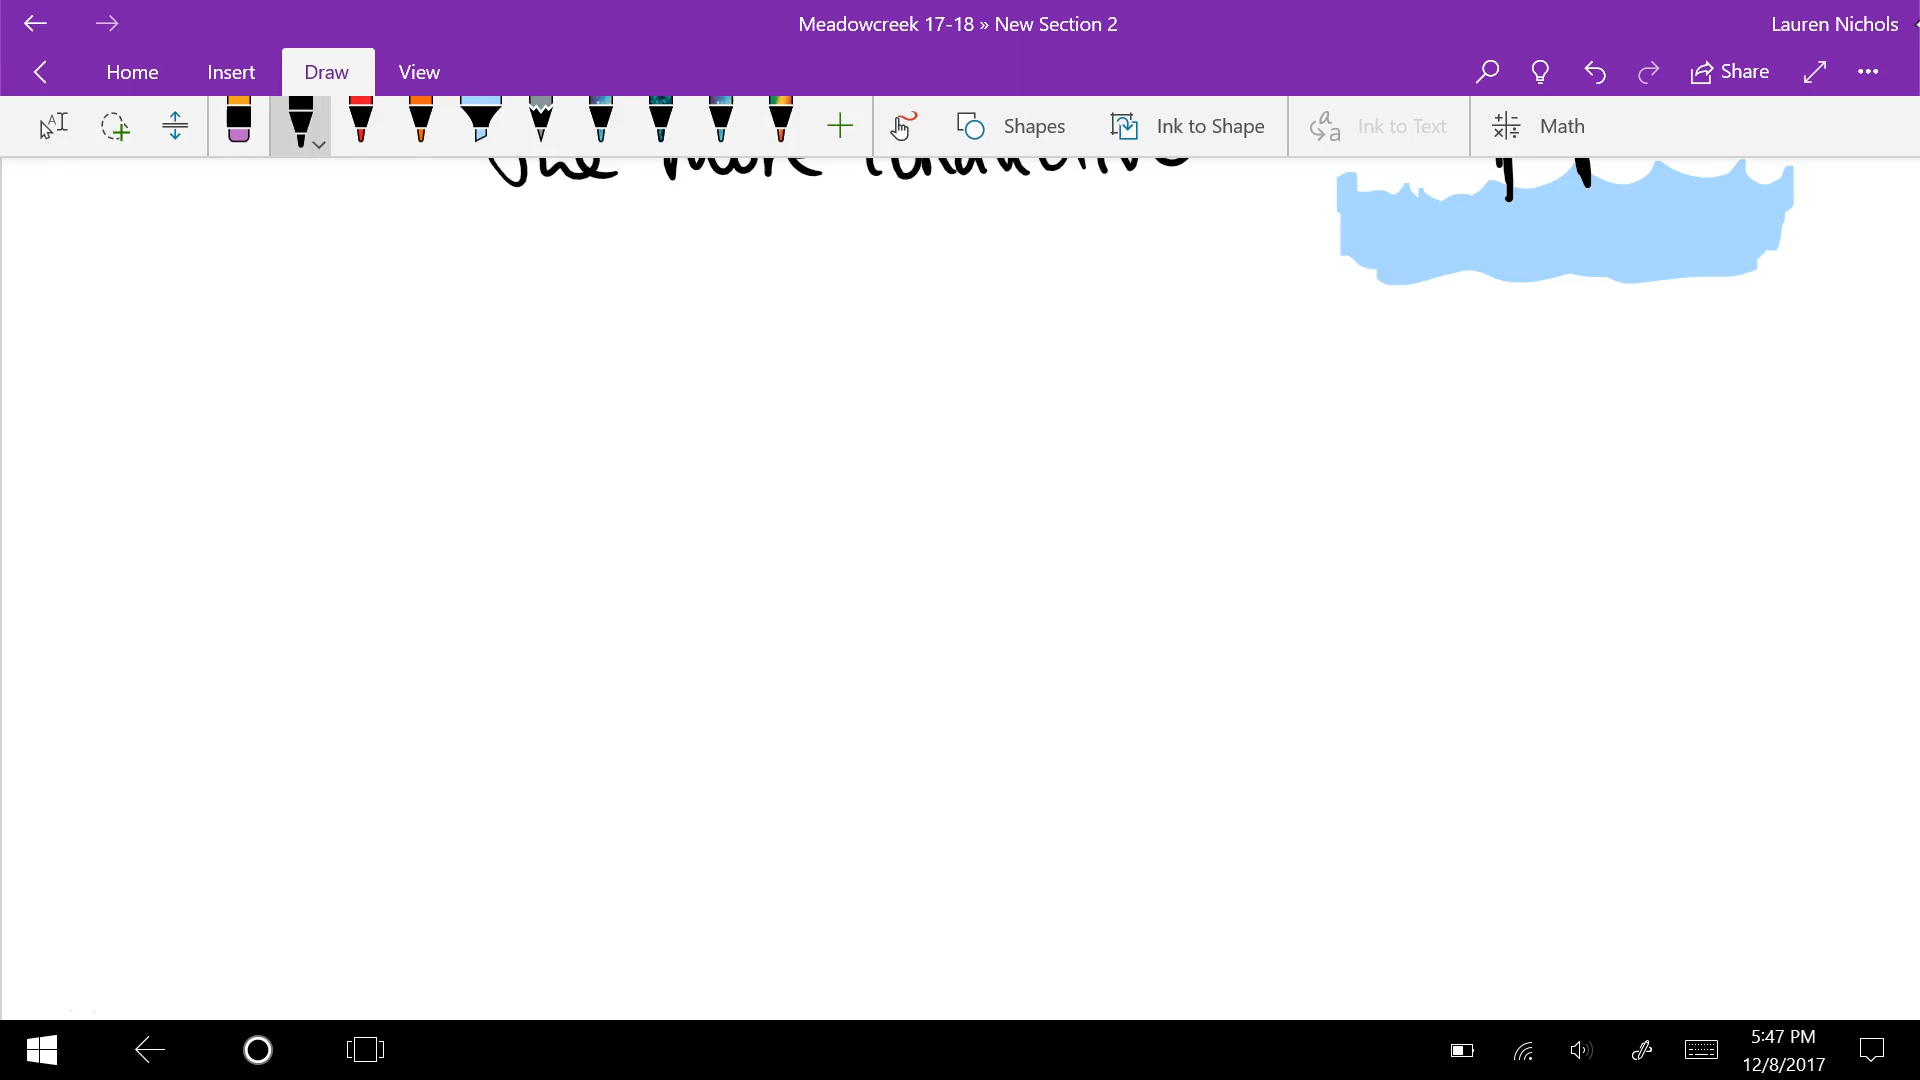 Meadowcreek 17-18 » New Section 2
Lauren Nichols
Home Insert Draw View
Share
Shapes Ink to Shape Ink to Text Math
5:47 PM
12/8/2017